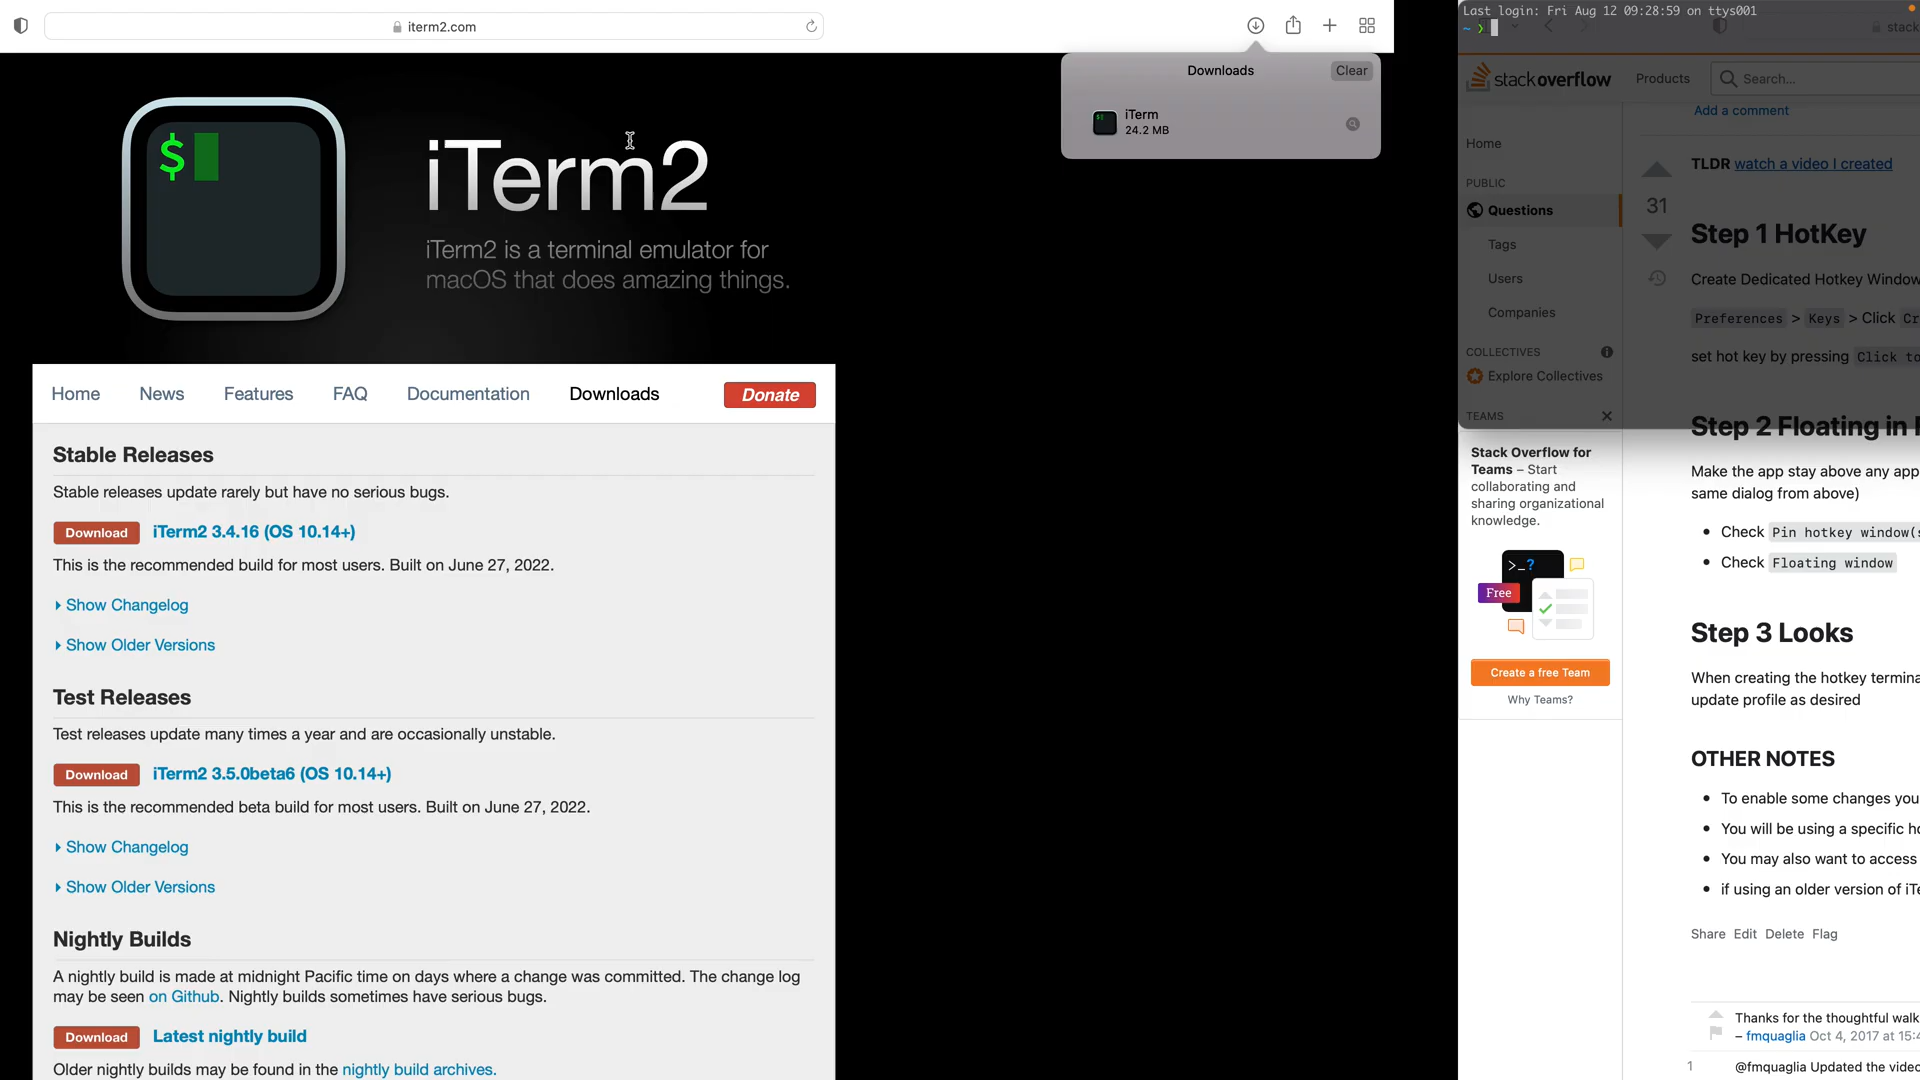 iterm2.com
Downloads
Clear
iTerm
24.2 MB
$
iTerm2
iTerm2 is a terminal emulator for
macOS that does amazing things.
Home
News
Features
FAQ
Documentation
Downloads
Donate
Stable Releases
Stable releases update rarely but have no serious bugs.
Download iTerm2 3.4.16 (OS 10.14+)
This is the recommended build for most users. Built on June 27, 2022.
Show Changelog
Show Older Versions
Test Releases
Test releases update many times a year and are occasionally unstable.
Download iTerm2 3.5.0beta6 (OS 10.14+)
This is the recommended beta build for most users. Built on June 27, 2022.
Show Changelog
Show Older Versions
Nightly Builds
A nightly build is made at midnight Pacific time on days where a change was committed. The change log
may be seen on Github. Nightly builds sometimes have serious bugs.
Download Latest nightly build
Older nightly builds may be found in the nightly build archives.
Last login: Fri Aug 12 09:28:59 on ttys001
~ ❯
stack
stackoverflow
Products
Search...
Add a comment
Home
PUBLIC
Questions
Tags
Users
Companies
COLLECTIVES
Explore Collectives
TEAMS
Stack Overflow for
Teams – Start
collaborating and
sharing organizational
knowledge.
>_?
Free
Create a free Team
Why Teams?
TLDR watch a video I created
31
Step 1 HotKey
Create Dedicated Hotkey Window
Preferences > Keys > Click Cr
set hot key by pressing Click to
Step 2 Floating in
Make the app stay above any app
same dialog from above)
Check Pin hotkey window(s
Check Floating window
Step 3 Looks
When creating the hotkey termina
update profile as desired
OTHER NOTES
To enable some changes you
You will be using a specific ho
You may also want to access
if using an older version of iTe
Share Edit Delete Flag
Thanks for the thoughtful walk
– fmquaglia Oct 4, 2017 at 15:4
1
@fmquaglia Updated the video